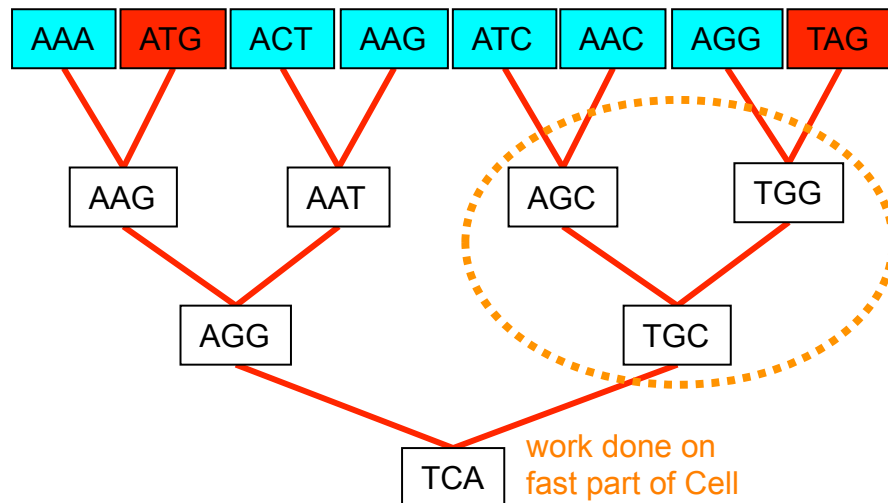 AAA ATG ACT AAG ATC AAC AGG TAG
AAG AAT AGC TGG
AGG TGC
TCA
work done on
fast part of Cell